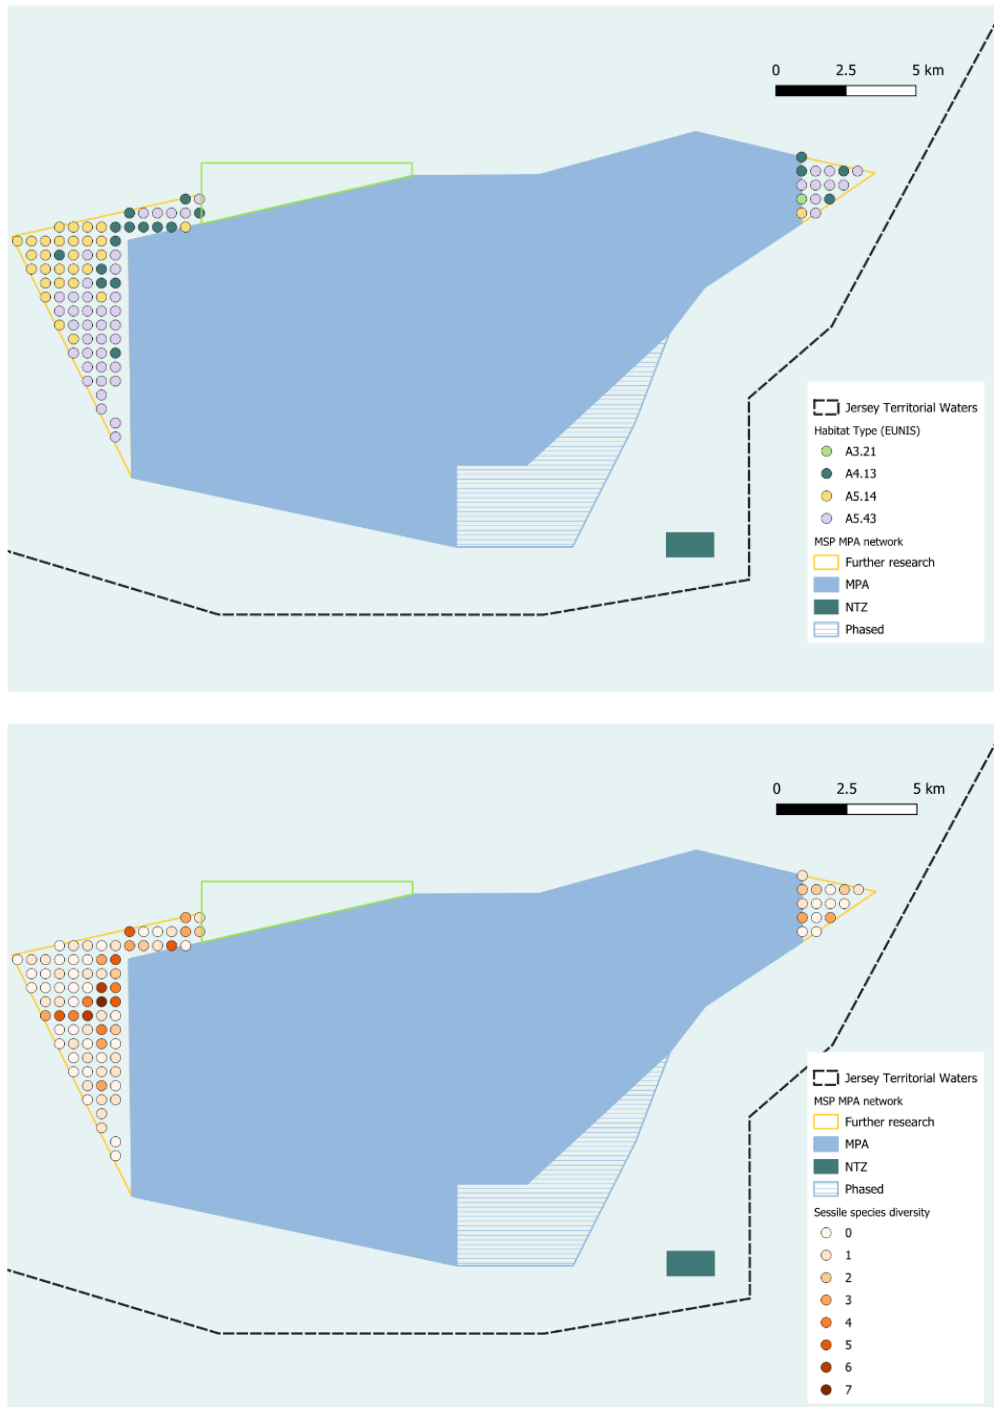 0 2.5 5 km
Jersey Territorial Waters
Habitat Type (EUNIS)
A3.21
A4.13
A5.14
A5.43
MSP MPA network
Further research
MPA
NTZ
Phased
0 2.5 5 km
Jersey Territorial Waters
MSP MPA network
Further research
MPA
NTZ
Phased
Sessile species diversity
0
1
2
3
4
5
6
7